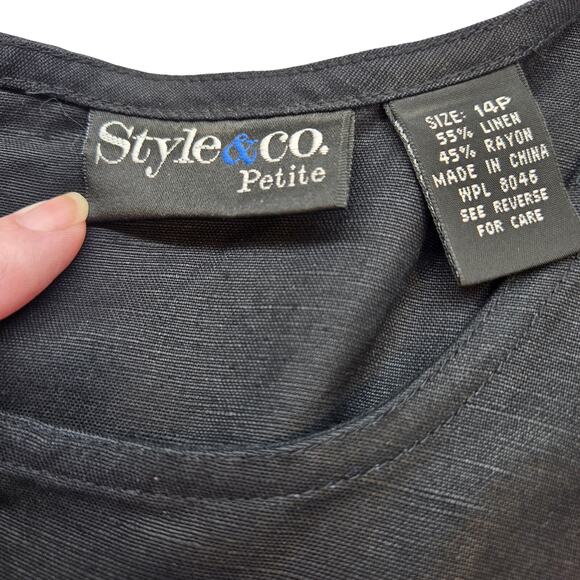 Style&co.
Petite
SIZE: 14P
55% LINEN
45% RAYON
MADE IN CHINA
WPL 8046
SEE REVERSE
FOR CARE